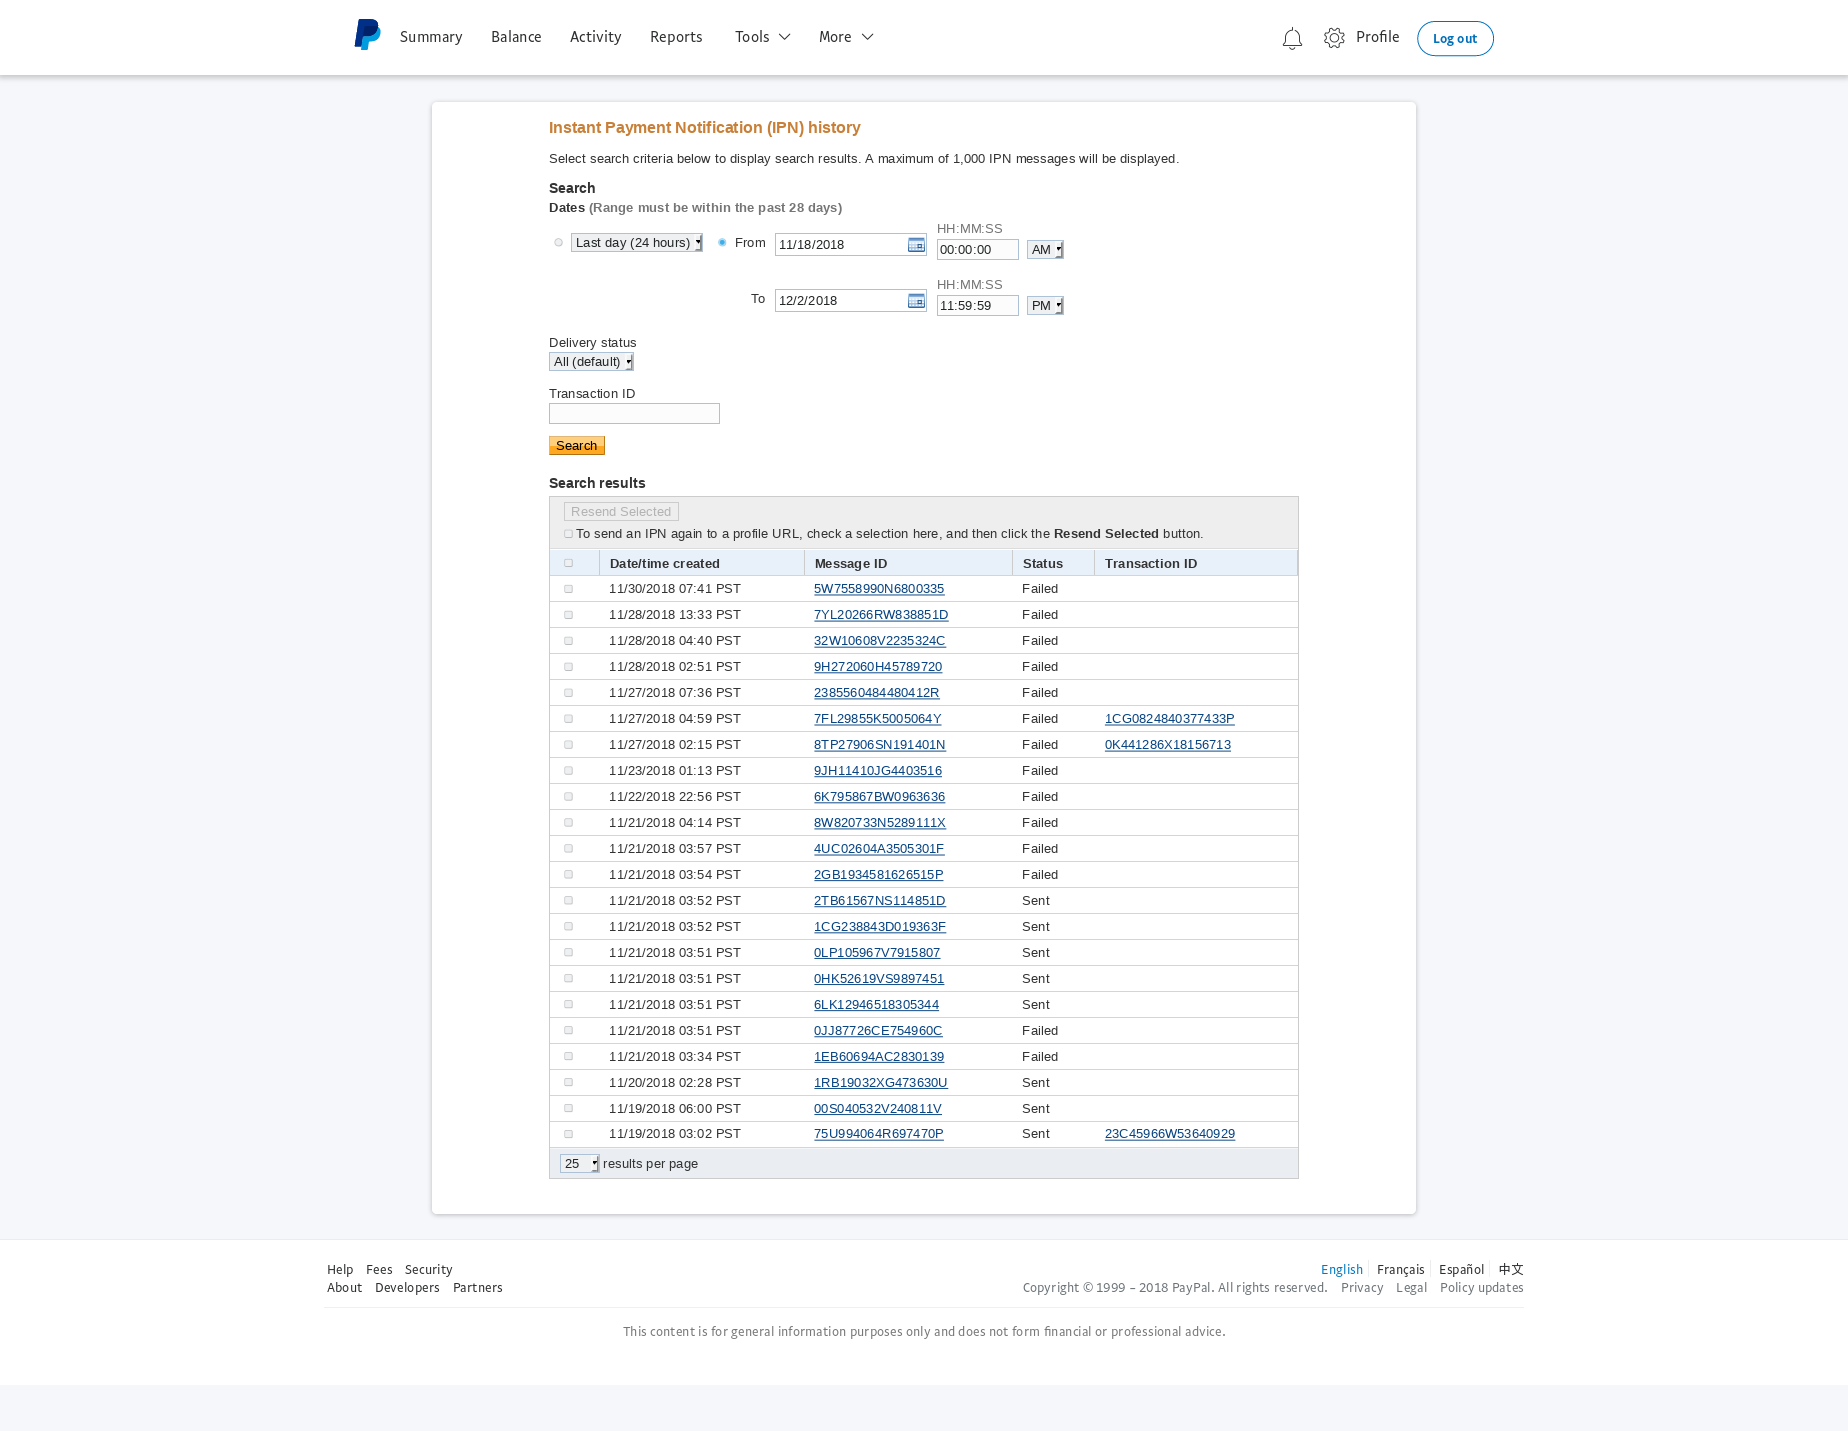 Summary Balance Activity Reports Tools More Profile Log out
Instant Payment Notification (IPN) history
Select search criteria below to display search results. A maximum of 1,000 IPN messages will be displayed.
Search
Dates (Range must be within the past 28 days)
HH:MM:SS
Last day (24 hours) From 11/18/2018 00:00:00 AM
HH:MM:SS
To 12/2/2018 11:59:59 PM
Delivery status
All (default)
Transaction ID
Search
Search results
Resend Selected
To send an IPN again to a profile URL, check a selection here, and then click the Resend Selected button.
Date/time created Message ID Status Transaction ID
11/30/2018 07:41 PST 5W7558990N6800335 Failed
11/28/2018 13:33 PST 7YL20266RW838851D Failed
11/28/2018 04:40 PST 32W10608V2235324C Failed
11/28/2018 02:51 PST 9H272060H45789720 Failed
11/27/2018 07:36 PST 2385560484480412R Failed
11/27/2018 04:59 PST 7FL29855K5005064Y Failed 1CG0824840377433P
11/27/2018 02:15 PST 8TP27906SN191401N Failed 0K441286X18156713
11/23/2018 01:13 PST 9JH11410JG4403516 Failed
11/22/2018 22:56 PST 6K795867BW0963636 Failed
11/21/2018 04:14 PST 8W820733N5289111X Failed
11/21/2018 03:57 PST 4UC02604A3505301F Failed
11/21/2018 03:54 PST 2GB1934581626515P Failed
11/21/2018 03:52 PST 2TB61567NS114851D Sent
11/21/2018 03:52 PST 1CG238843D019363F Sent
11/21/2018 03:51 PST 0LP105967V7915807 Sent
11/21/2018 03:51 PST 0HK52619VS9897451 Sent
11/21/2018 03:51 PST 6LK12946518305344 Sent
11/21/2018 03:51 PST 0JJ87726CE754960C Failed
11/21/2018 03:34 PST 1EB60694AC2830139 Failed
11/20/2018 02:28 PST 1RB19032XG473630U Sent
11/19/2018 06:00 PST 00S040532V240811V Sent
11/19/2018 03:02 PST 75U994064R697470P Sent 23C45966W53640929
25 results per page
Help Fees Security English Français Español 中文
About Developers Partners Copyright © 1999 – 2018 PayPal. All rights reserved. Privacy Legal Policy updates
This content is for general information purposes only and does not form financial or professional advice.